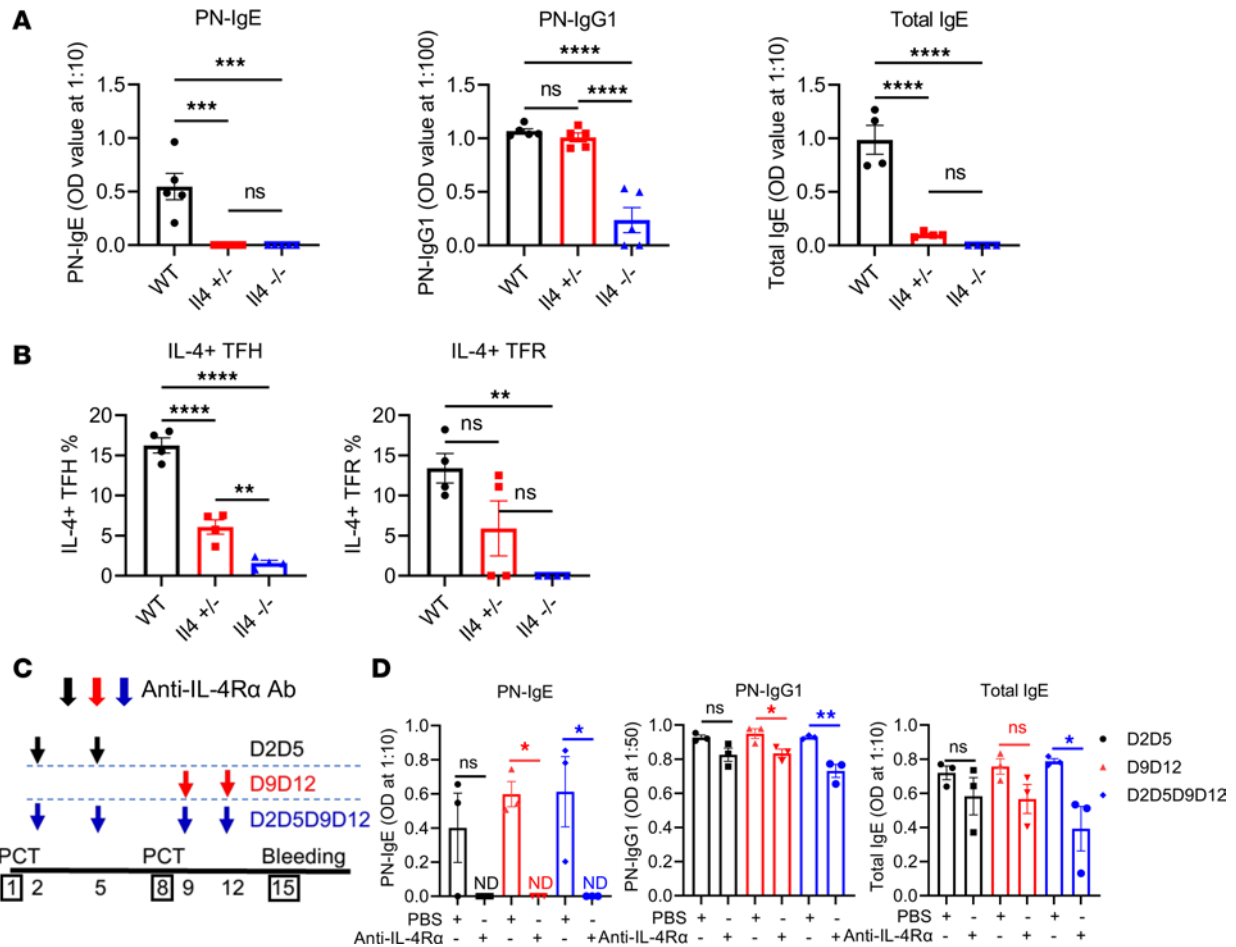 A
PN-IgE
PN-IgE (OD value at 1:10)
1.5
1.0
0.5
0.0
***
***
ns
WT
Il4 +/-
Il4 -/-
PN-IgG1
PN-IgG1 (OD value at 1:100)
1.5
1.0
0.5
0.0
****
ns
****
WT
Il4 +/-
Il4 -/-
Total IgE
Total IgE (OD value at 1:10)
1.5
1.0
0.5
0.0
****
****
ns
WT
Il4 +/-
Il4 -/-
B
IL-4+ TFH
IL-4+ TFH %
20
15
10
5
0
****
****
**
WT
Il4 +/-
Il4 -/-
IL-4+ TFR
IL-4+ TFR %
20
15
10
5
0
**
ns
ns
WT
Il4 +/-
Il4 -/-
C
Anti-IL-4Rα Ab
D2D5
D9D12
D2D5D9D12
PCT PCT Bleeding
1 2 5 8 9 12 15
D
PN-IgE
PN-IgE (OD at 1:10)
1.0
0.8
0.6
0.4
0.2
0.0
ns
*
*
ND
ND
ND
PBS + - + - + -
Anti-IL-4Rα - + - + - +
PN-IgG1
PN-IgG1 (OD at 1:50)
1.0
0.8
0.6
0.4
0.2
0.0
ns
*
**
PBS + - + - + -
Anti-IL-4Rα - + - + - +
Total IgE
Total IgE (OD at 1:10)
1.0
0.8
0.6
0.4
0.2
0.0
ns
ns
*
PBS + - + - + -
Anti-IL-4Rα - + - + - +
D2D5
D9D12
D2D5D9D12